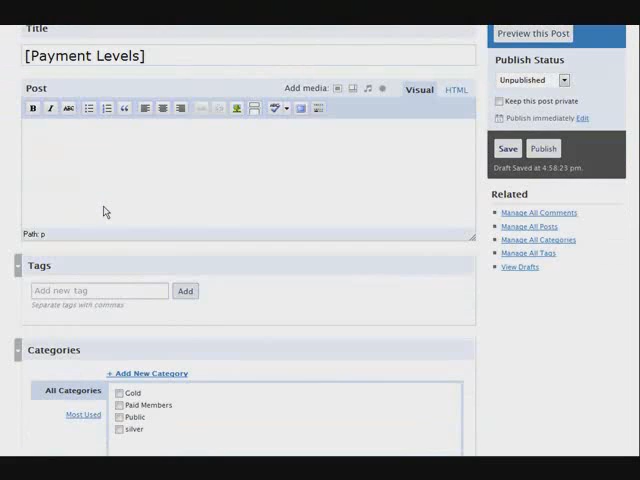 Title
[Payment Levels]
Post
Add media:
Visual
HTML
B I ABC
Path: p
Tags
Add new tag
Add
Separate tags with commas
Categories
+ Add New Category
All Categories
Most Used
Gold
Paid Members
Public
silver
Preview this Post
Publish Status
Unpublished
Keep this post private
Publish immediately Edit
Save
Publish
Draft Saved at 4:58:25 pm.
Related
Manage All Comments
Manage All Posts
Manage All Categories
Manage All Tags
View Drafts